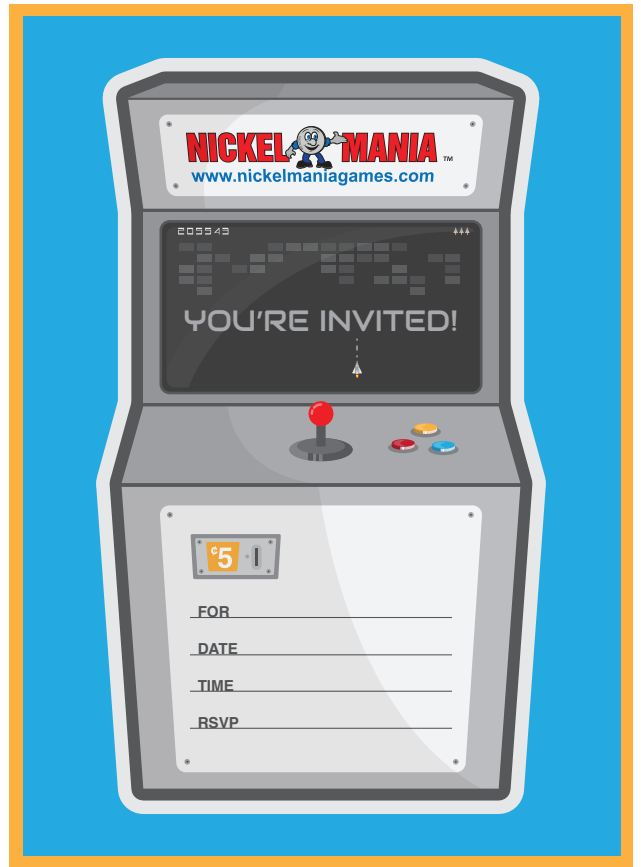 NICKEL MANIA ™
www.nickelmaniagames.com
205543
YOU'RE INVITED!
¢5
FOR
DATE
TIME
RSVP